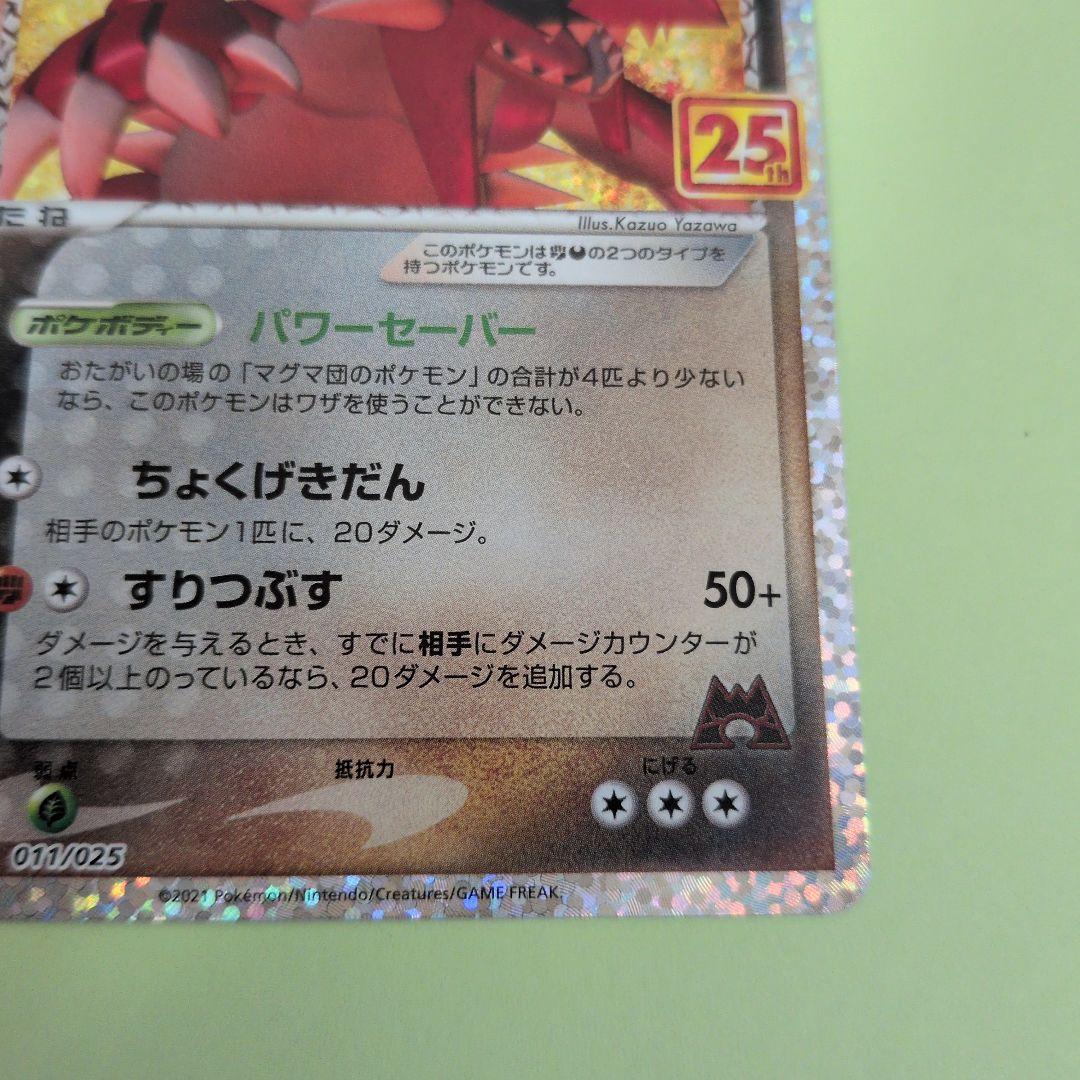 25th
たね
Illus.Kazuo Yazawa
このポケモンはの2つのタイプを
持つポケモンです。
ポケボディー パワーセーバー
おたがいの場の「マグマ団のポケモン」の合計が4匹より少ない
なら、このポケモンはワザを使うことができない。
ちょくげきだん
相手のポケモン1匹に、20ダメージ。
すりつぶす 50+
ダメージを与えるとき、すでに相手にダメージカウンターが
2個以上のっているなら、20ダメージを追加する。
弱点 抵抗力 にげる
011/025
©2021 Pokémon/Nintendo/Creatures/GAME FREAK.